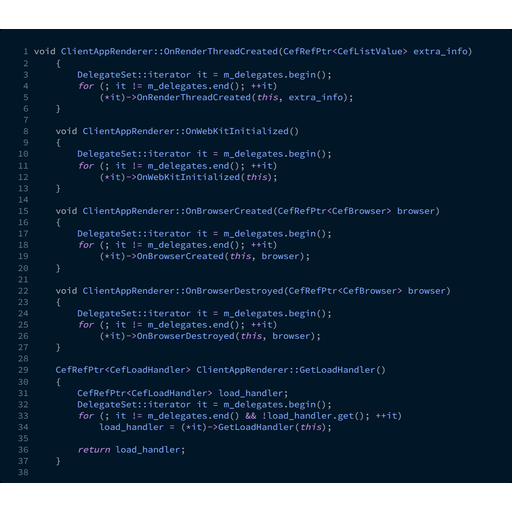 1 void ClientAppRenderer::OnRenderThreadCreated(CefRefPtr<CefListValue> extra_info)
2     {
3         DelegateSet::iterator it = m_delegates.begin();
4         for (; it != m_delegates.end(); ++it)
5             (*it)->OnRenderThreadCreated(this, extra_info);
6     }
7
8     void ClientAppRenderer::OnWebKitInitialized()
9     {
10         DelegateSet::iterator it = m_delegates.begin();
11         for (; it != m_delegates.end(); ++it)
12             (*it)->OnWebKitInitialized(this);
13     }
14
15     void ClientAppRenderer::OnBrowserCreated(CefRefPtr<CefBrowser> browser)
16     {
17         DelegateSet::iterator it = m_delegates.begin();
18         for (; it != m_delegates.end(); ++it)
19             (*it)->OnBrowserCreated(this, browser);
20     }
21
22     void ClientAppRenderer::OnBrowserDestroyed(CefRefPtr<CefBrowser> browser)
23     {
24         DelegateSet::iterator it = m_delegates.begin();
25         for (; it != m_delegates.end(); ++it)
26             (*it)->OnBrowserDestroyed(this, browser);
27     }
28
29     CefRefPtr<CefLoadHandler> ClientAppRenderer::GetLoadHandler()
30     {
31         CefRefPtr<CefLoadHandler> load_handler;
32         DelegateSet::iterator it = m_delegates.begin();
33         for (; it != m_delegates.end() && !load_handler.get(); ++it)
34             load_handler = (*it)->GetLoadHandler(this);
35
36         return load_handler;
37     }
38